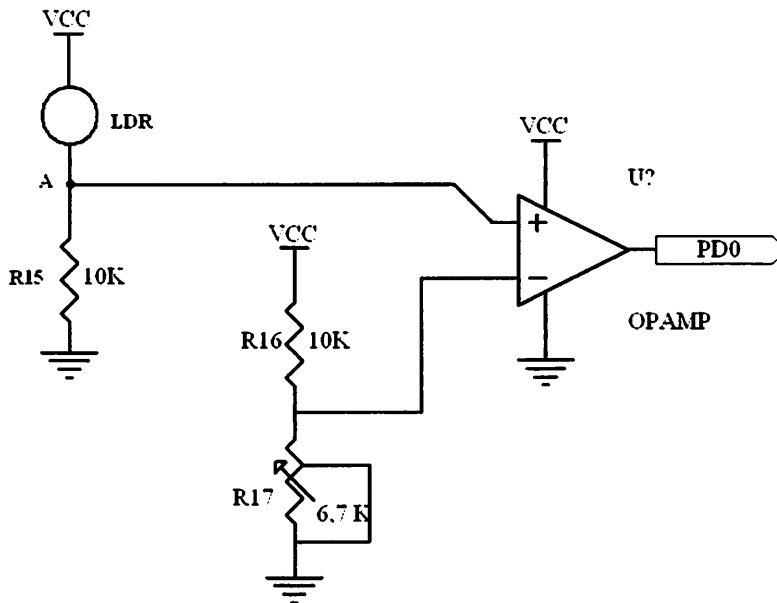 VCC
LDR
A
R15
10K
VCC
R16
10K
R17
6.7 K
VCC
U?
+
−
PD0
OPAMP